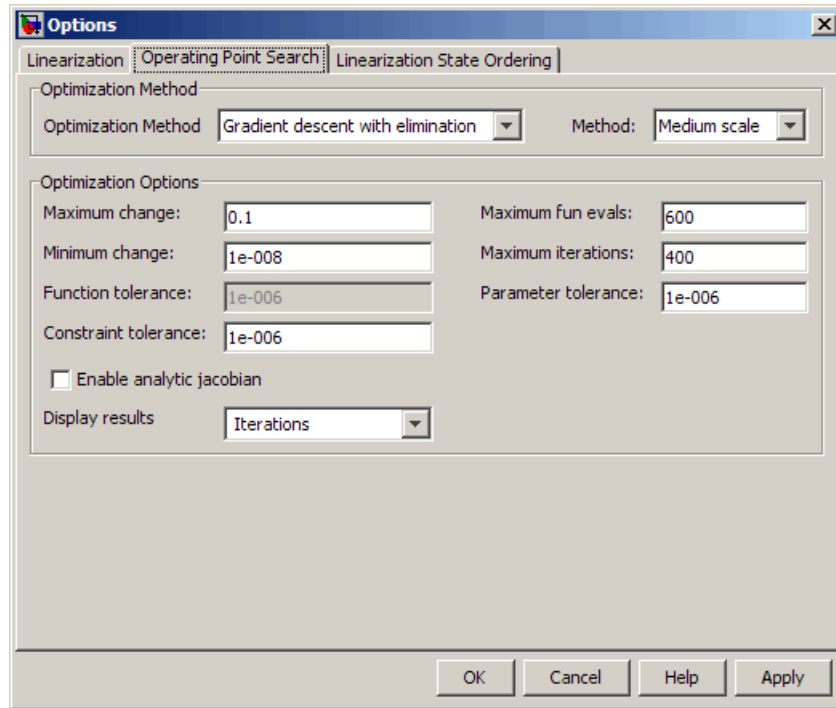 Options
Linearization Operating Point Search Linearization State Ordering
Optimization Method
Optimization Method Gradient descent with elimination Method: Medium scale
Optimization Options
Maximum change: 0.1 Maximum fun evals: 600
Minimum change: 1e-008 Maximum iterations: 400
Function tolerance: 1e-006 Parameter tolerance: 1e-006
Constraint tolerance: 1e-006
Enable analytic jacobian
Display results Iterations
OK Cancel Help Apply